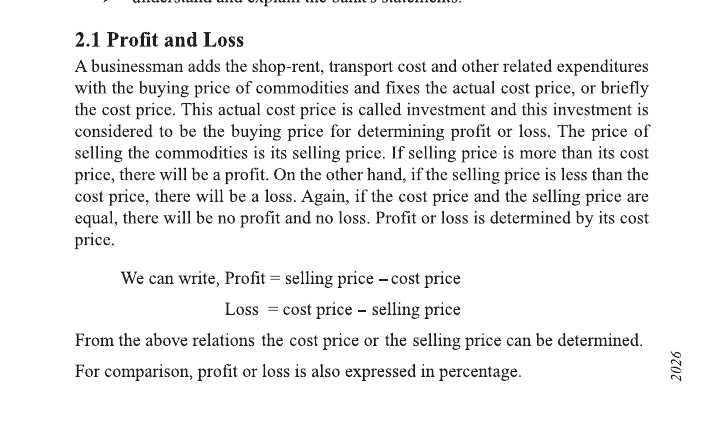 understand and explain the bank's statements.
2.1 Profit and Loss
A businessman adds the shop-rent, transport cost and other related expenditures
with the buying price of commodities and fixes the actual cost price, or briefly
the cost price. This actual cost price is called investment and this investment is
considered to be the buying price for determining profit or loss. The price of
selling the commodities is its selling price. If selling price is more than its cost
price, there will be a profit. On the other hand, if the selling price is less than the
cost price, there will be a loss. Again, if the cost price and the selling price are
equal, there will be no profit and no loss. Profit or loss is determined by its cost
price.
We can write, Profit = selling price – cost price
Loss = cost price – selling price
From the above relations the cost price or the selling price can be determined.
For comparison, profit or loss is also expressed in percentage.
2026